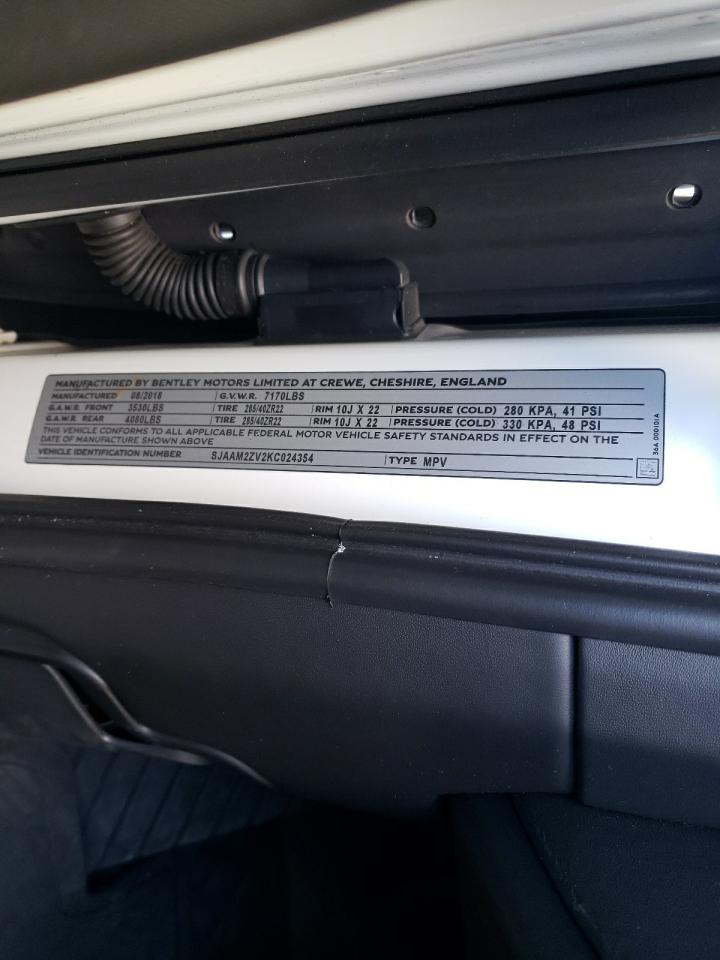 MANUFACTURED BY BENTLEY MOTORS LIMITED AT CREWE, CHESHIRE, ENGLAND
MANUFACTURED 08/2018 G.V.W.R. 7170LBS
G.A.W.R. FRONT 3530LBS TIRE 285/40ZR22 RIM 10J X 22 PRESSURE (COLD) 280 KPA, 41 PSI
G.A.W.R. REAR 4080LBS TIRE 285/40ZR22 RIM 10J X 22 PRESSURE (COLD) 330 KPA, 48 PSI
THIS VEHICLE CONFORMS TO ALL APPLICABLE FEDERAL MOTOR VEHICLE SAFETY STANDARDS IN EFFECT ON THE
DATE OF MANUFACTURE SHOWN ABOVE
VEHICLE IDENTIFICATION NUMBER SJAAM2ZV2KC024354 TYPE MPV
36A 000101A